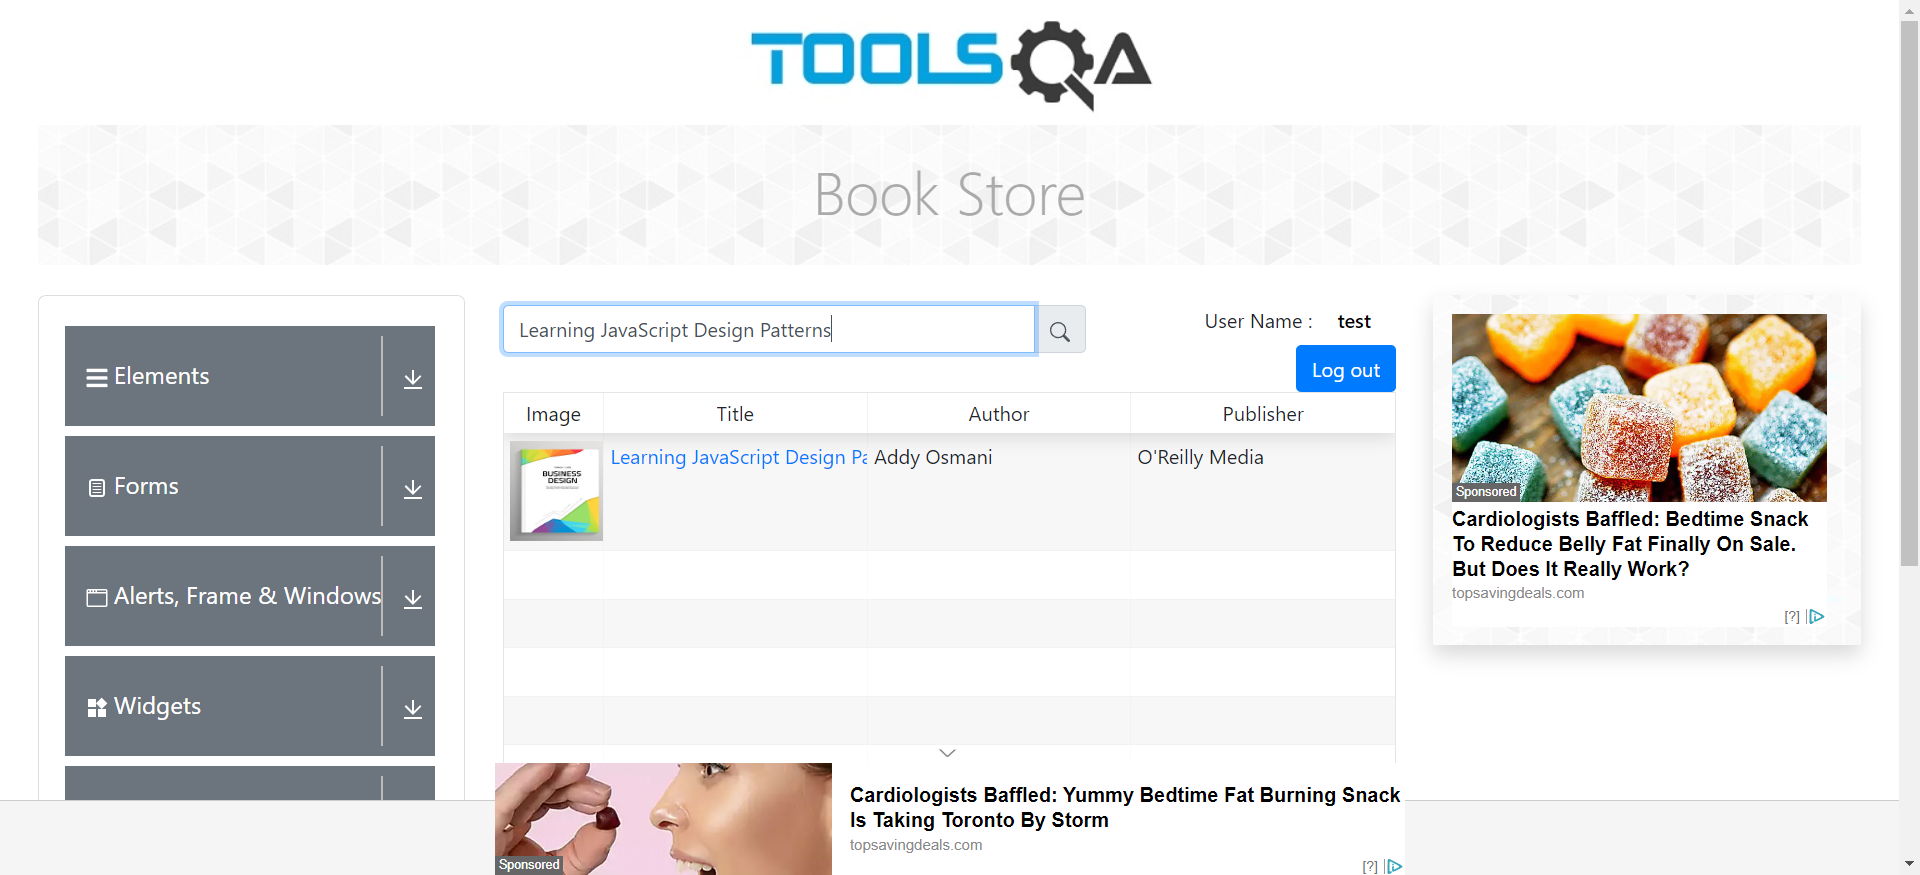 TOOLSQA
Book Store
Elements
Forms
Alerts, Frame & Windows
Widgets
Learning JavaScript Design Patterns
User Name : test
Log out
Image Title Author Publisher
BUSINESS
DESIGN
Learning JavaScript Design Pa Addy Osmani O'Reilly Media
Sponsored
Cardiologists Baffled: Bedtime Snack
To Reduce Belly Fat Finally On Sale.
But Does It Really Work?
topsavingdeals.com
[?]
Sponsored
Cardiologists Baffled: Yummy Bedtime Fat Burning Snack
Is Taking Toronto By Storm
topsavingdeals.com
[?]